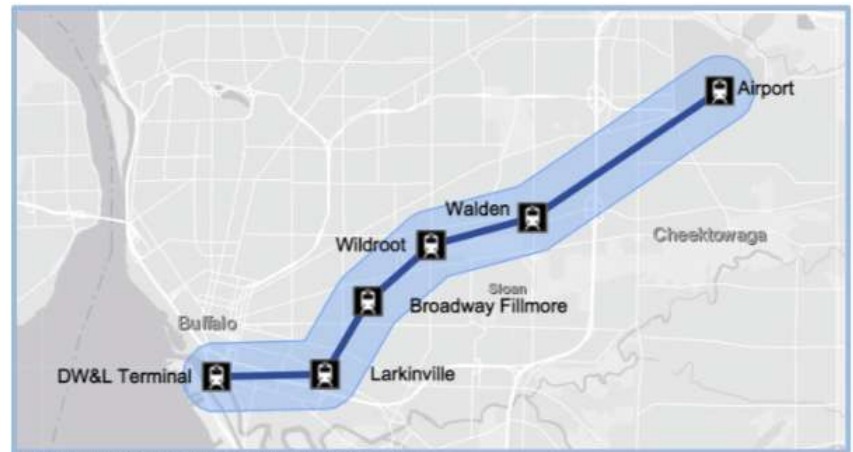 Airport
Walden
Cheektowaga
Wildroot
Sloan
Broadway Fillmore
Buffalo
DW&L Terminal
Larkinville